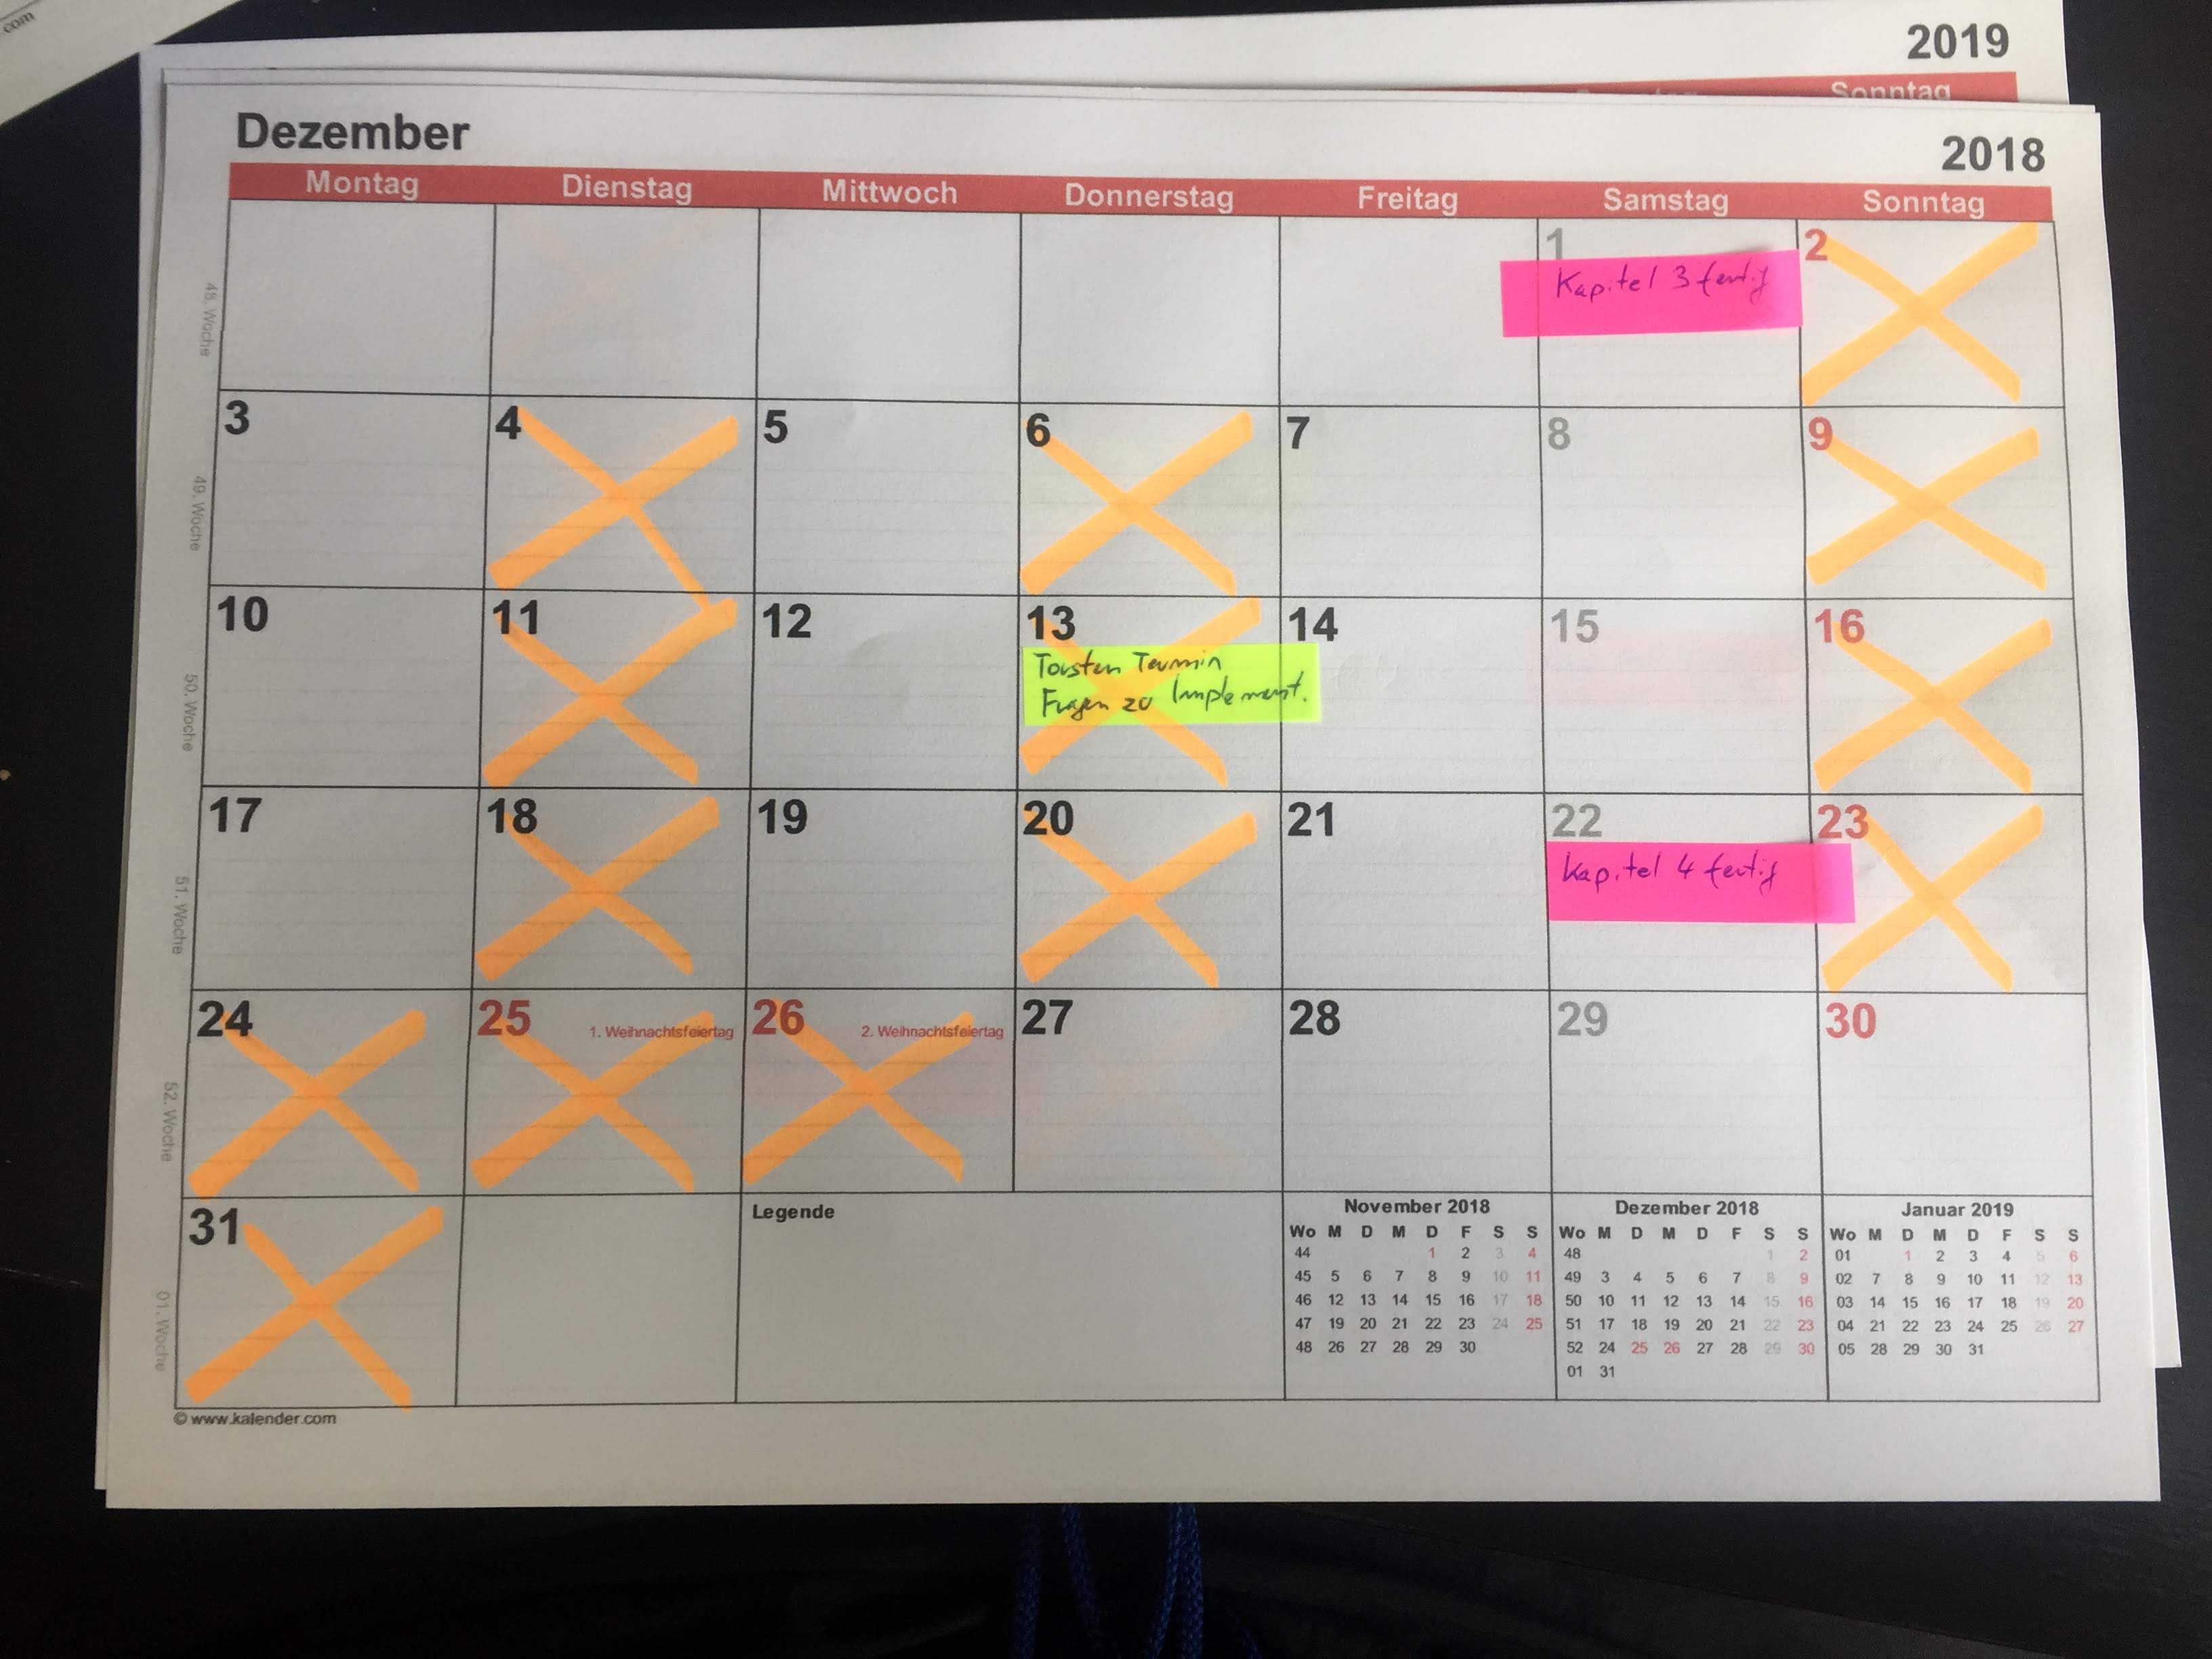 Dezember
2018
Montag Dienstag Mittwoch Donnerstag Freitag Samstag Sonntag
48. Woche
1
Kapitel 3 fertig
2
49. Woche
3 4 5 6 7 8 9
50. Woche
10 11 12 13 14 15 16
Torsten Termin
Fragen zu Implement.
51. Woche
17 18 19 20 21 22 23
Kapitel 4 fertig
52. Woche
24 25 1. Weihnachtsfeiertag 26 2. Weihnachtsfeiertag 27 28 29 30
01. Woche
31
Legende
November 2018
Wo M D M D F S S
44 1 2 3 4
45 5 6 7 8 9 10 11
46 12 13 14 15 16 17 18
47 19 20 21 22 23 24 25
48 26 27 28 29 30
Dezember 2018
Wo M D M D F S S
48 1 2
49 3 4 5 6 7 8 9
50 10 11 12 13 14 15 16
51 17 18 19 20 21 22 23
52 24 25 26 27 28 29 30
01 31
Januar 2019
Wo M D M D F S S
01 1 2 3 4 5 6
02 7 8 9 10 11 12 13
03 14 15 16 17 18 19 20
04 21 22 23 24 25 26 27
05 28 29 30 31
© www.kalender.com
2019
Sonntag
com